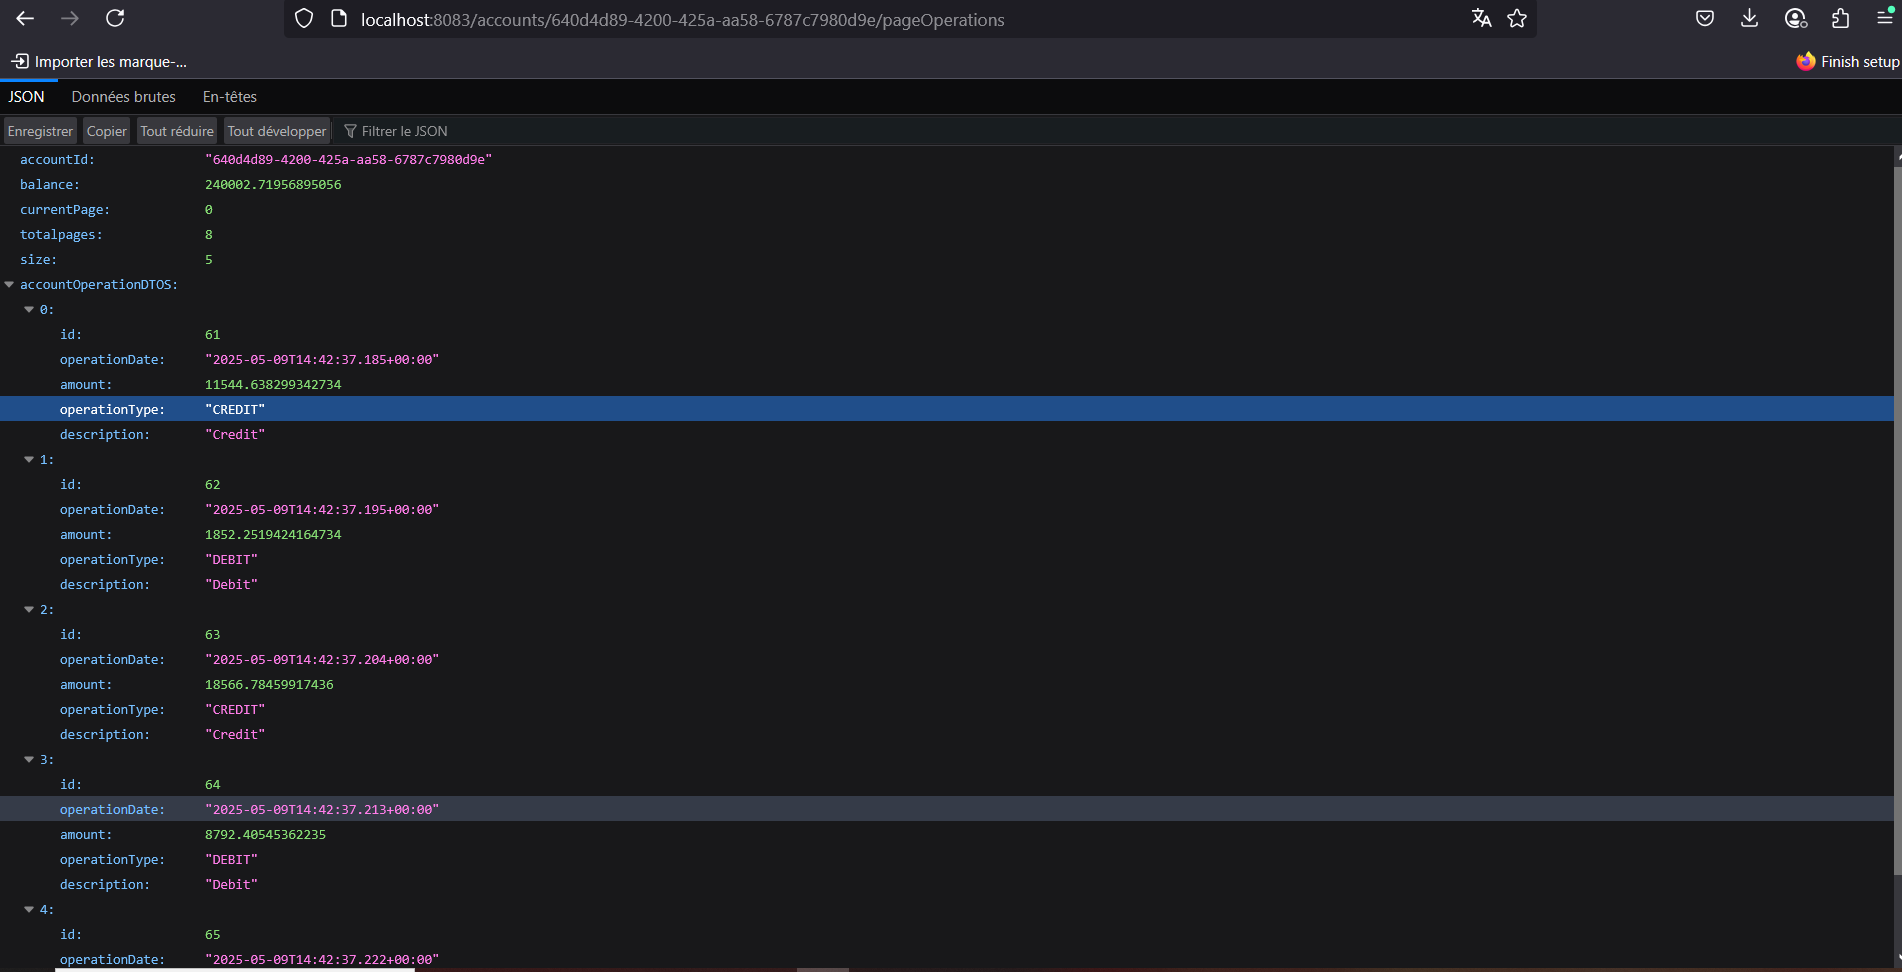 localhost:8083/accounts/640d4d89-4200-425a-aa58-6787c7980d9e/pageOperations
Importer les marque-... Finish setup
JSON Données brutes En-têtes
Enregistrer Copier Tout réduire Tout développer Filtrer le JSON
accountId: "640d4d89-4200-425a-aa58-6787c7980d9e"
balance: 240002.71956895056
currentPage: 0
totalpages: 8
size: 5
accountOperationDTOS:
0:
id: 61
operationDate: "2025-05-09T14:42:37.185+00:00"
amount: 11544.638299342734
operationType: "CREDIT"
description: "Credit"
1:
id: 62
operationDate: "2025-05-09T14:42:37.195+00:00"
amount: 1852.2519424164734
operationType: "DEBIT"
description: "Debit"
2:
id: 63
operationDate: "2025-05-09T14:42:37.204+00:00"
amount: 18566.78459917436
operationType: "CREDIT"
description: "Credit"
3:
id: 64
operationDate: "2025-05-09T14:42:37.213+00:00"
amount: 8792.40545362235
operationType: "DEBIT"
description: "Debit"
4:
id: 65
operationDate: "2025-05-09T14:42:37.222+00:00"